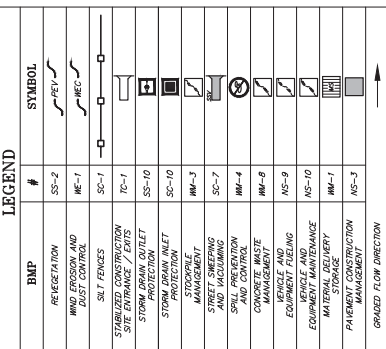 LEGEND
BMP # SYMBOL
REVEGETATION SS-2 PEV
WIND EROSION AND
DUST CONTROL WE-1 WEC
SILT FENCES SC-1
STABILIZED CONSTRUCTION
SITE ENTRANCE / EXITS TC-1
STORM DRAIN OUTLET
PROTECTION SS-10
STORM DRAIN INLET
PROTECTION SC-10
STOCKPILE
MANAGEMENT WM-3
STREET SWEEPING
AND VACUUMING SC-7 SSV
SPILL PREVENTION
AND CONTROL WM-4
CONCRETE WASTE
MANAGEMENT WM-8
VEHICLE AND
EQUIPMENT FUELING NS-9
VEHICLE AND
EQUIPMENT MAINTENANCE NS-10
MATERIAL DELIVERY
STORAGE WM-1 MS
PAVEMENT CONSTRUCTION
MANAGEMENT NS-3
GRADED FLOW DIRECTION